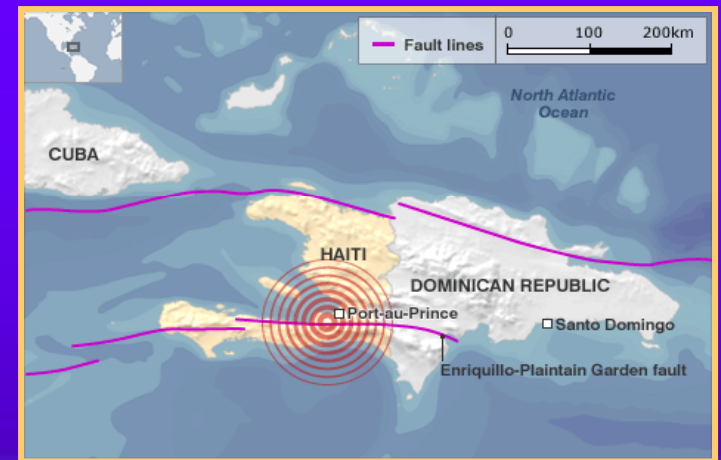 Fault lines
0 100 200km
North Atlantic
Ocean
CUBA
HAITI
DOMINICAN REPUBLIC
Port-au-Prince
Santo Domingo
Enriquillo-Plaintain Garden fault